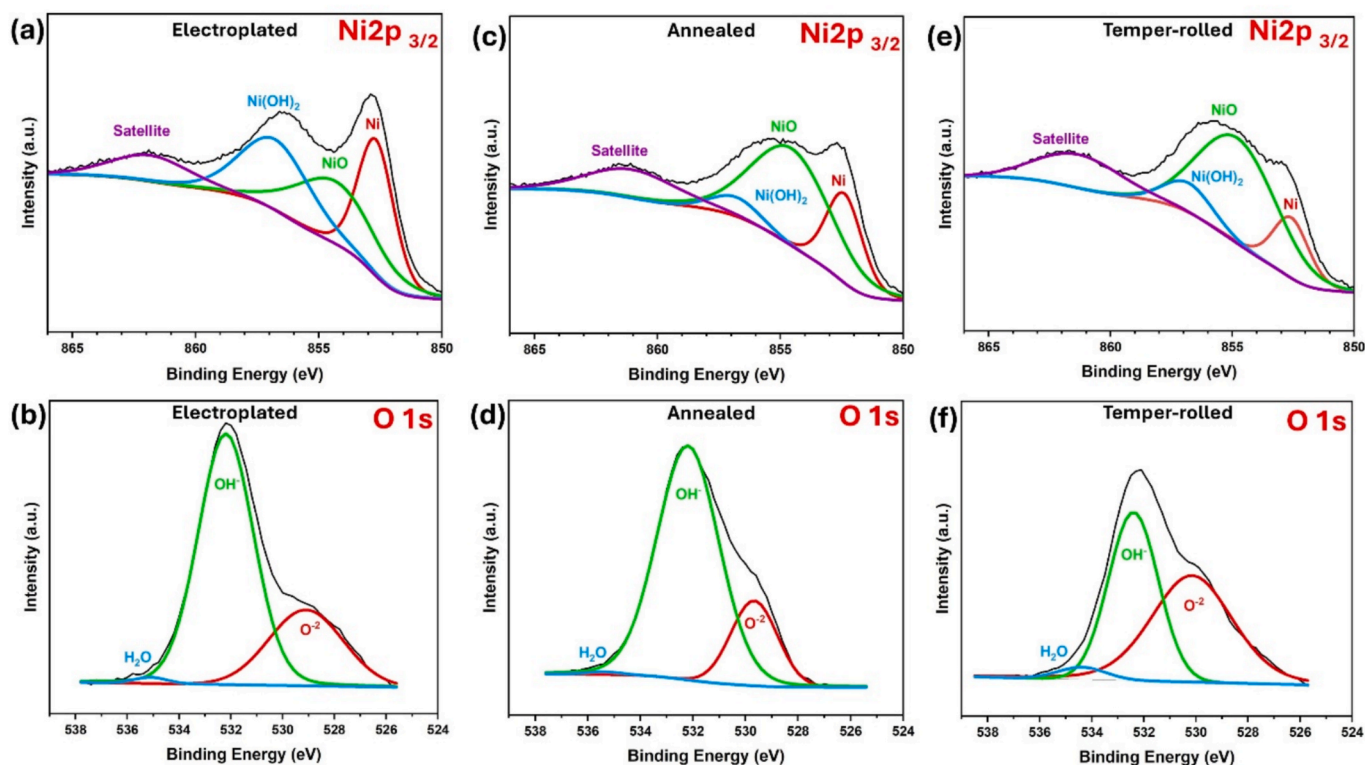 (a)
Electroplated
Ni2p 3/2
Satellite
Ni(OH)2
NiO
Ni
Intensity (a.u.)
865 860 855 850
Binding Energy (eV)
(c)
Annealed
Ni2p 3/2
Satellite
NiO
Ni(OH)2
Ni
Intensity (a.u.)
865 860 855 850
Binding Energy (eV)
(e)
Temper-rolled
Ni2p 3/2
Satellite
NiO
Ni(OH)2
Ni
Intensity (a.u.)
865 860 855 850
Binding Energy (eV)
(b)
Electroplated
O 1s
OH-
O-2
H2O
Intensity (a.u.)
538 536 534 532 530 528 526 524
Binding Energy (eV)
(d)
Annealed
O 1s
OH-
O-2
H2O
Intensity (a.u.)
538 536 534 532 530 528 526 524
Binding Energy (eV)
(f)
Temper-rolled
O 1s
OH-
O-2
H2O
Intensity (a.u.)
538 536 534 532 530 528 526 524
Binding Energy (eV)